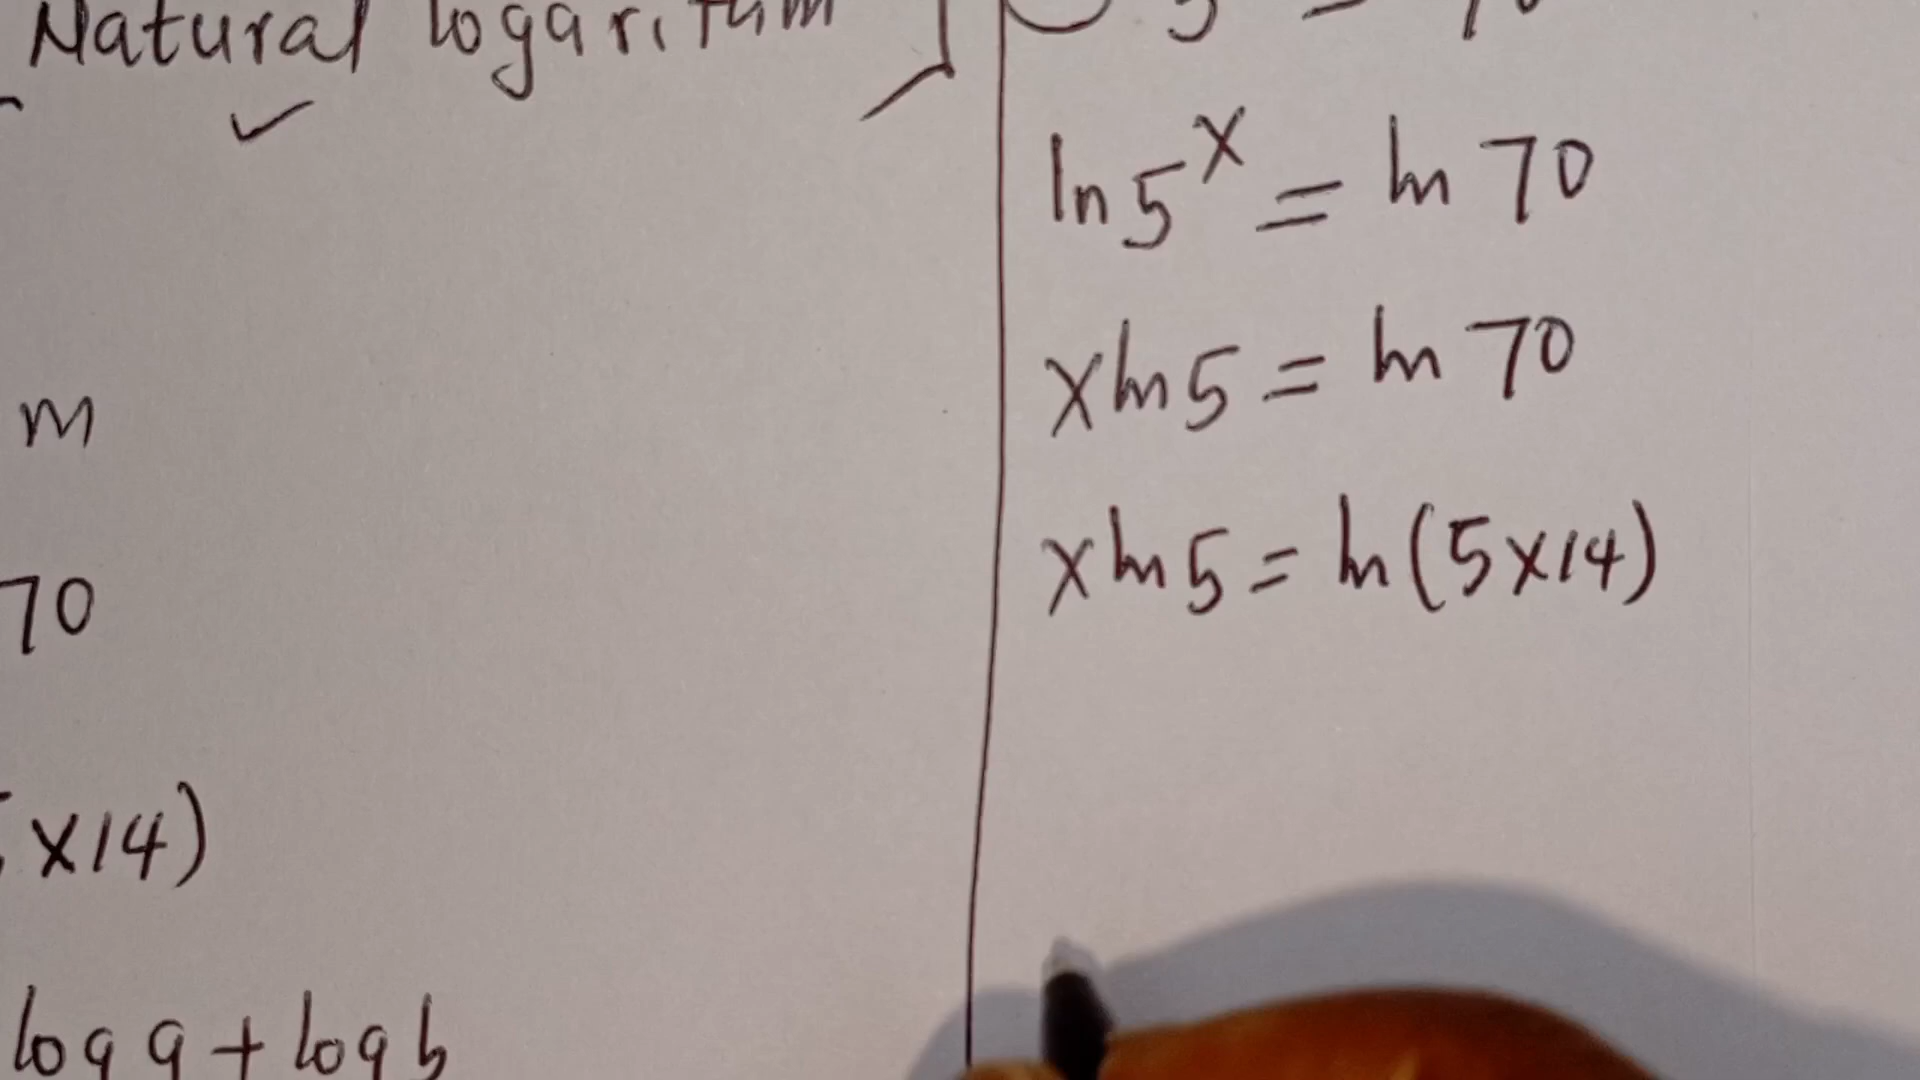 Natural logarithm
m
70
x14)
log a + log b
ln 5^x = ln 70
x ln 5 = ln 70
x ln 5 = ln (5x14)